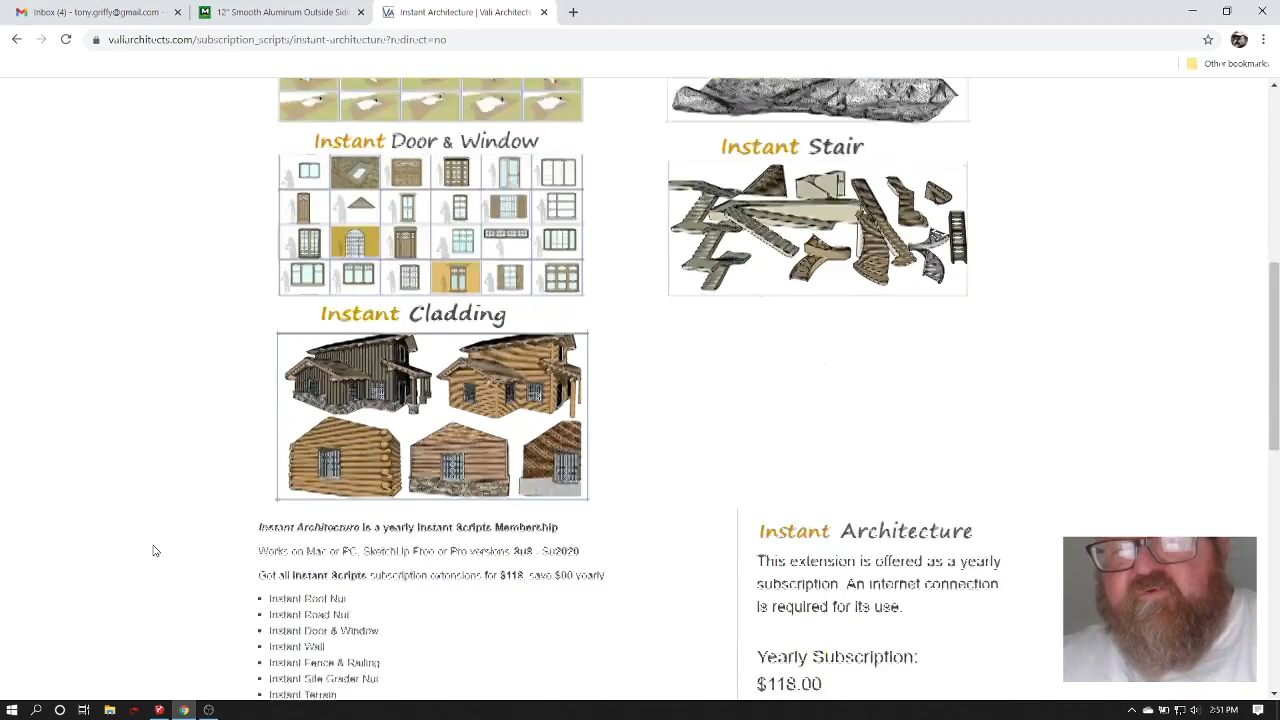 Inbox (4) - tony.griffy@gmail.com -
12" Smooth Aluminum Outside Side
Instant Architecture | Vali Architects
valiarchitects.com/subscription_scripts/instant-architecture?redirect=no
Other bookmarks
Instant Door & Window
Instant Stair
Instant Cladding
Instant Architecture is a yearly Instant Scripts Membership
Works on Mac or PC, SketchUp Free or Pro versions Su8 - Su2020
Get all Instant Scripts subscription extensions for $118, save $00 yearly
Instant Roof Nui
Instant Road Nui
Instant Door & Window
Instant Wall
Instant Fence & Railing
Instant Site Grader Nui
Instant Terrain
Instant Architecture
This extension is offered as a yearly
subscription. An internet connection
is required for its use.
Yearly Subscription:
$118.00
2:51 PM